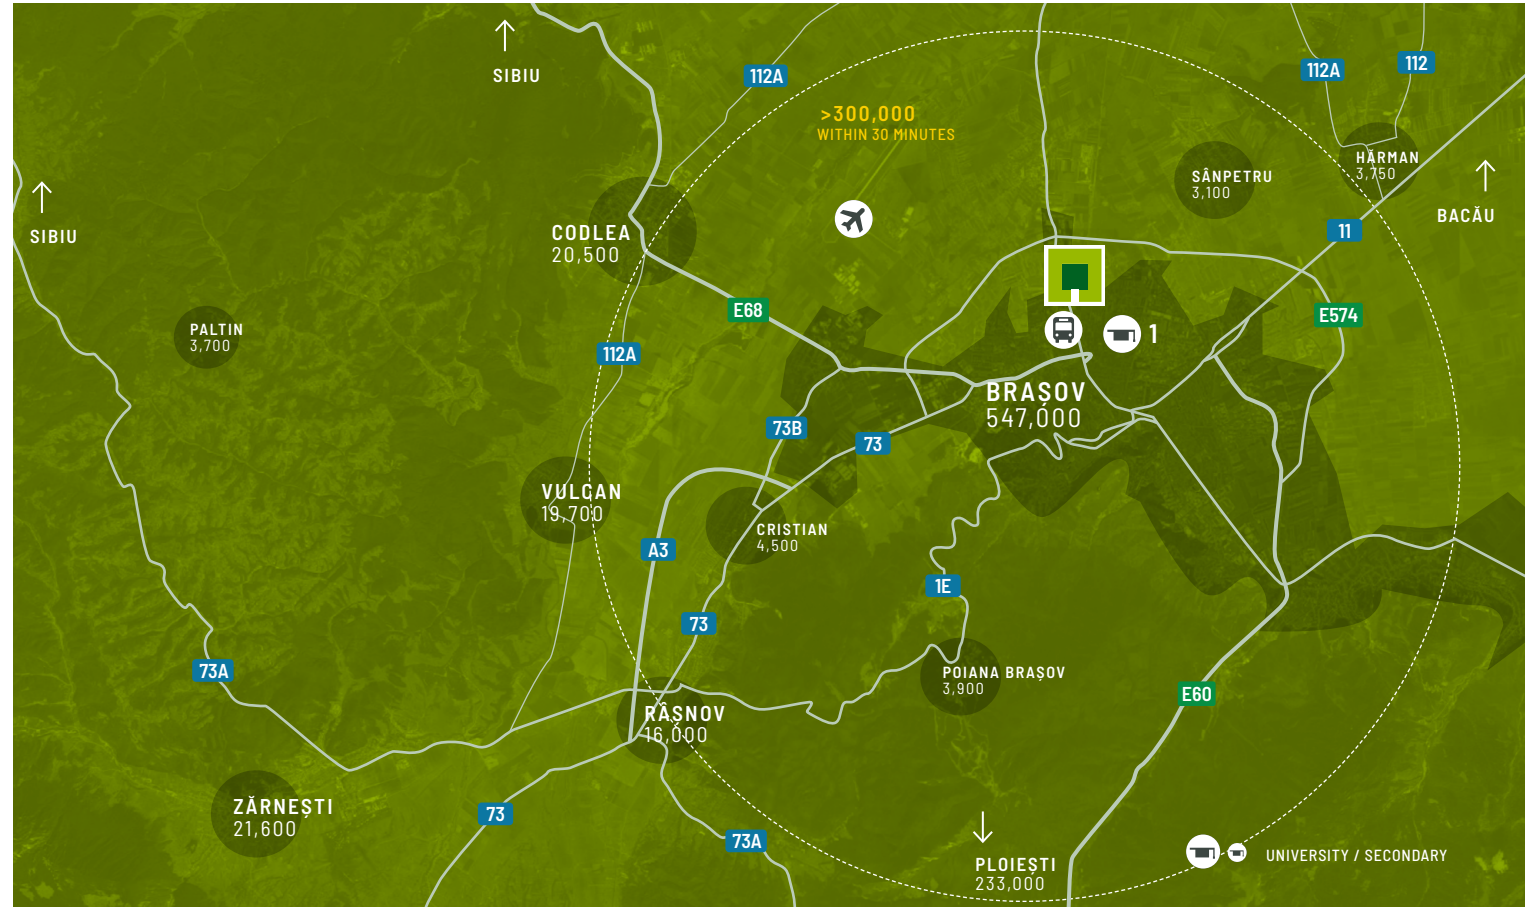 SIBIU
112A
112A
112
>300,000
WITHIN 30 MINUTES
HĂRMAN
3,750
SÂNPETRU
3,100
BACĂU
SIBIU
CODLEA
20,500
11
E68
E574
PALTIN
3,700
1
112A
BRAȘOV
547,000
73B
73
VULCAN
19,700
CRISTIAN
4,500
A3
1E
73
73A
POIANA BRAȘOV
3,900
E60
RÂȘNOV
16,000
ZĂRNEȘTI
21,600
73
73A
PLOIEȘTI
233,000
UNIVERSITY / SECONDARY